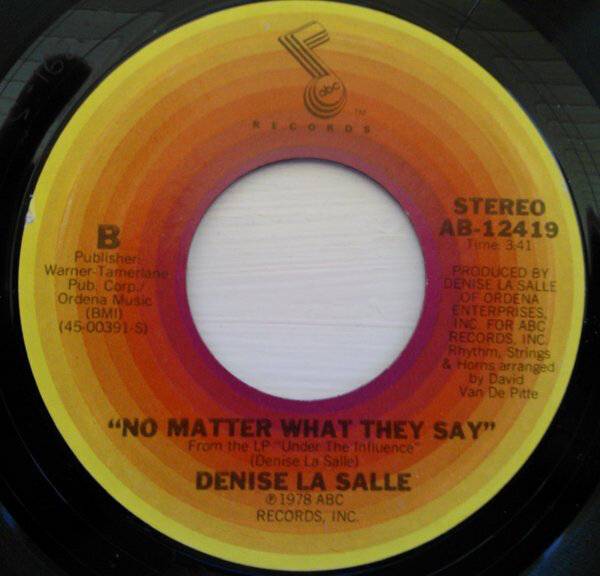 abc
TM
RECORDS
B
Publisher:
Warner-Tamerlane
Pub. Corp./
Ordena Music
(BMI)
(45-00391-S)
STEREO
AB-12419
Time: 3:41
PRODUCED BY
DENISE LA SALLE
OF ORDENA
ENTERPRISES,
INC. FOR ABC
RECORDS, INC.
Rhythm, Strings
& Horns arranged
by David
Van De Pitte
"NO MATTER WHAT THEY SAY"
From the LP "Under The Influence"
(Denise La Salle)
DENISE LA SALLE
℗1978 ABC
RECORDS, INC.